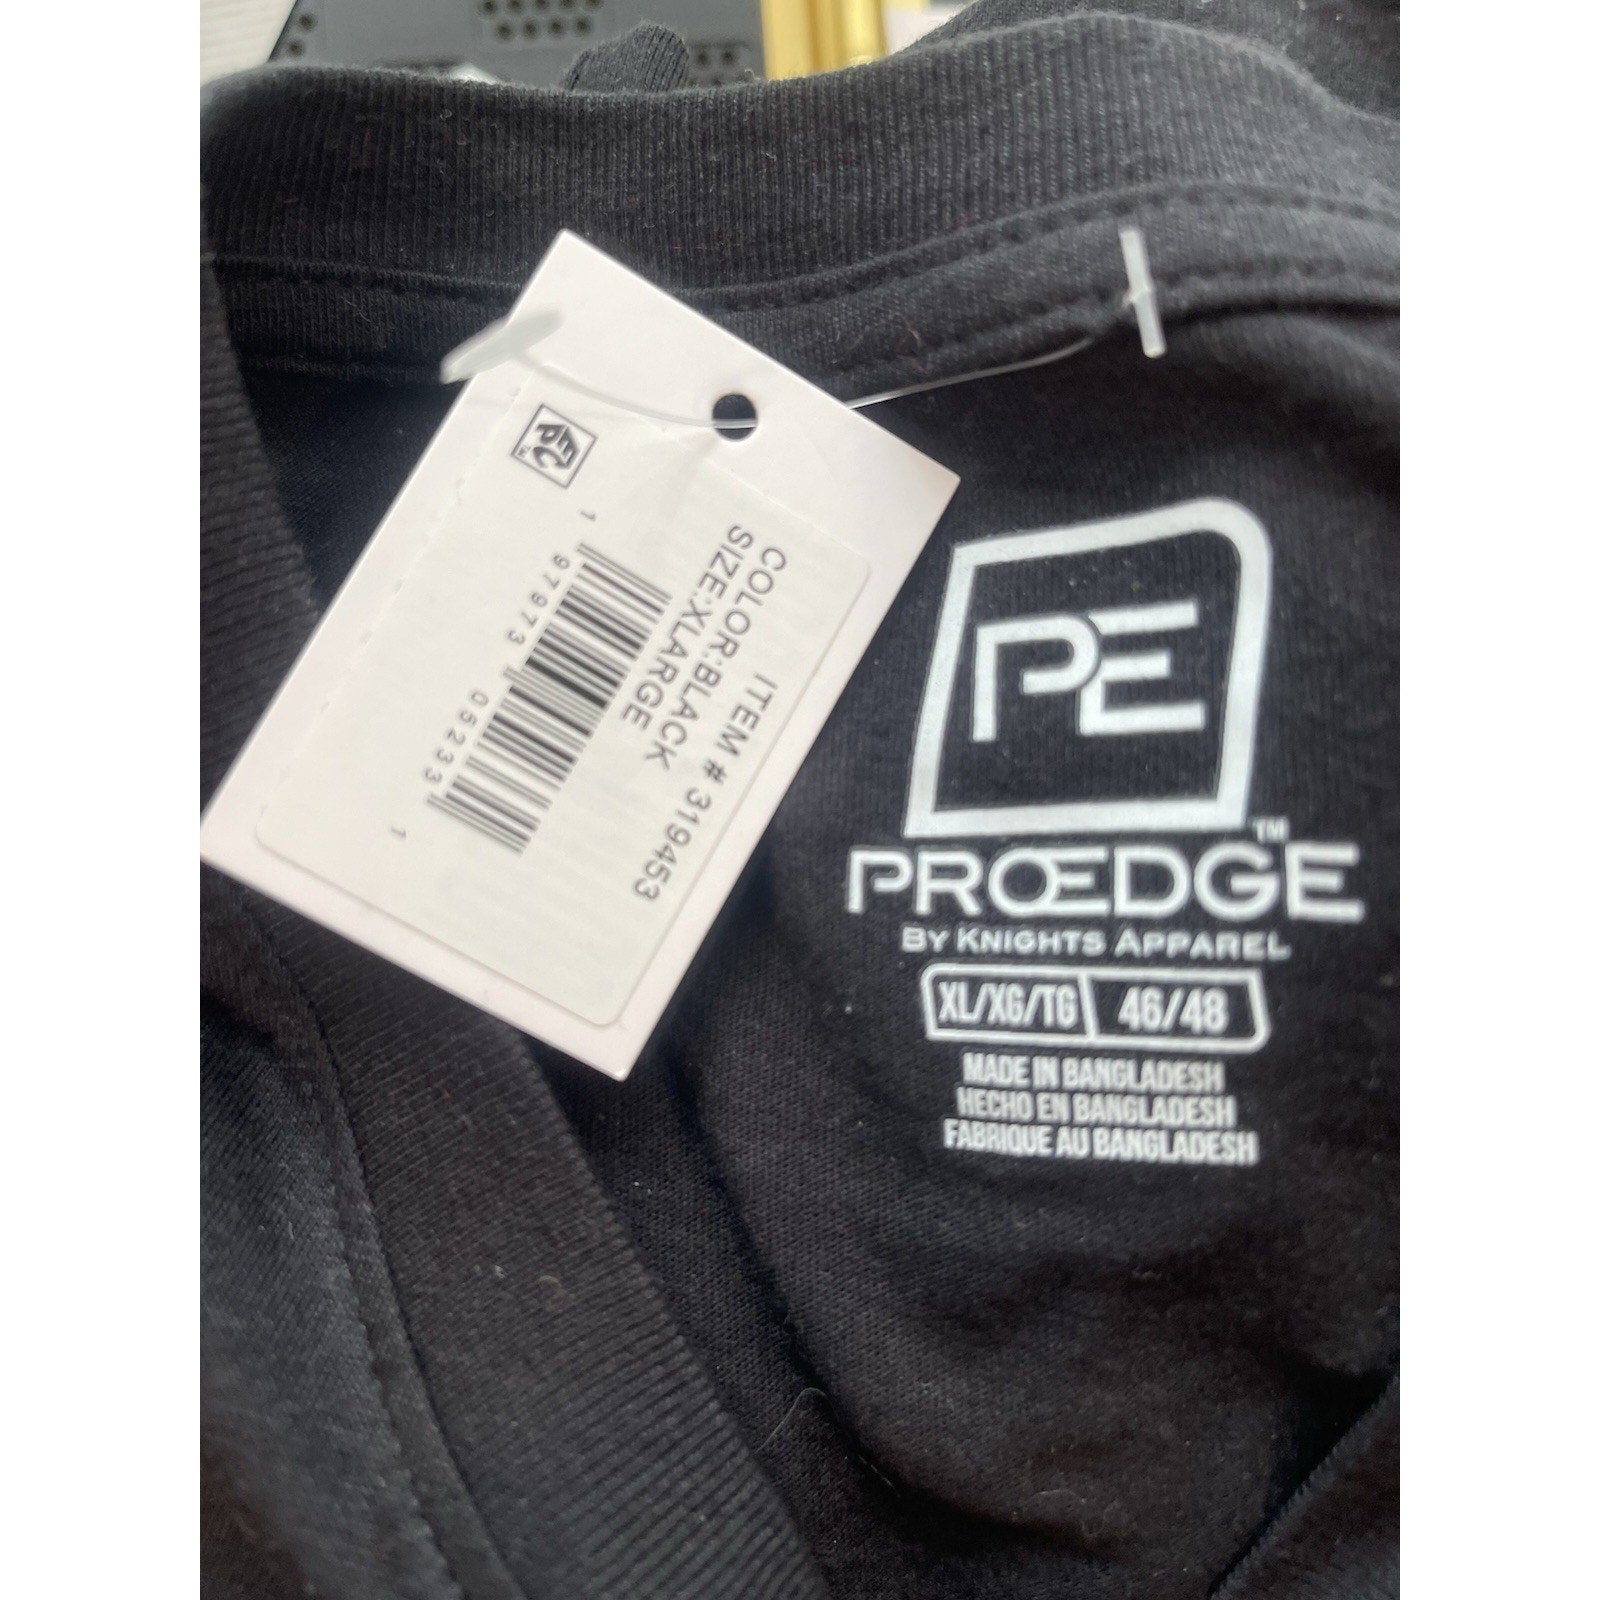 ITEM # 319453
COLOR:BLACK
SIZE:XLARGE
1 97973 05233 1
PE
PROEDGE™
BY KNIGHTS APPAREL
XL/XG/TG 46/48
MADE IN BANGLADESH
HECHO EN BANGLADESH
FABRIQUE AU BANGLADESH